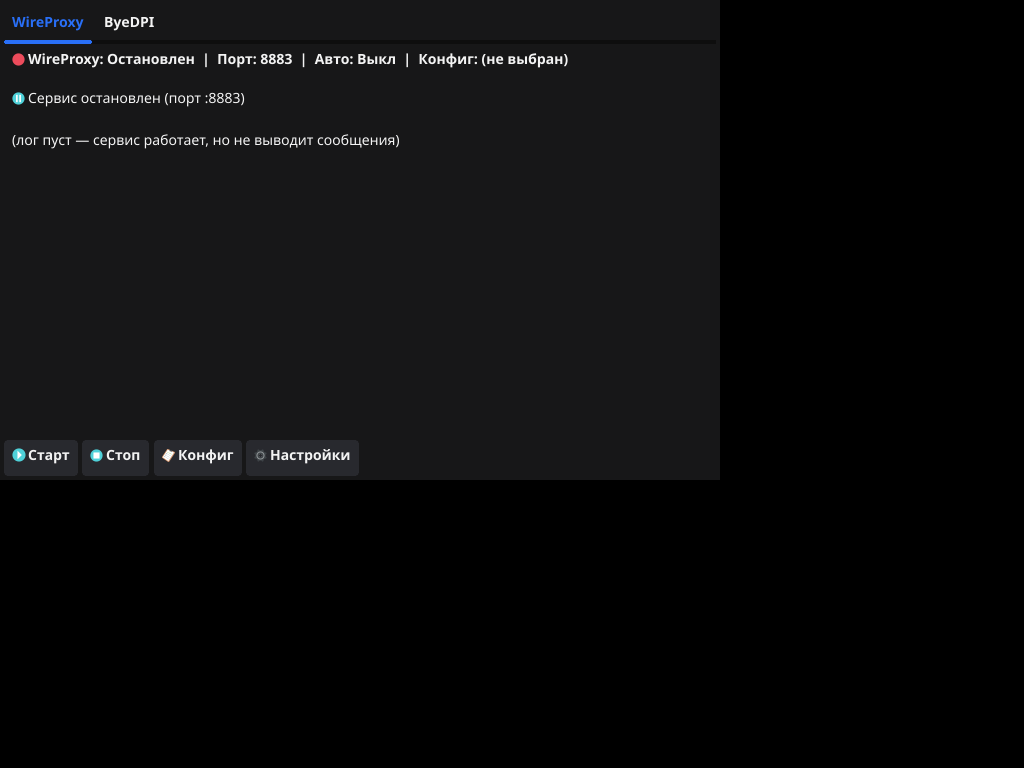 WireProxy ByeDPI
WireProxy: Остановлен | Порт: 8883 | Авто: Выкл | Конфиг: (не выбран)
Сервис остановлен (порт :8883)
(лог пуст — сервис работает, но не выводит сообщения)
Старт Стоп Конфиг Настройки